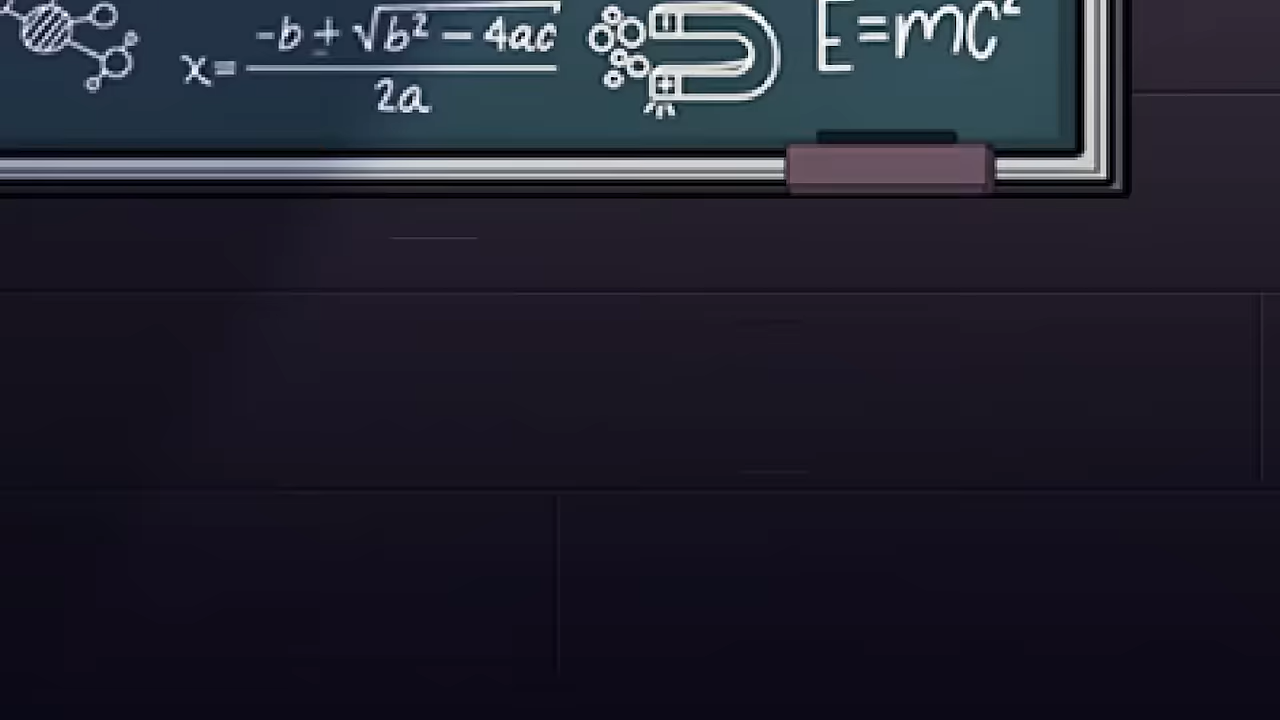 x= -b ± √b² - 4ac
2a
E=mc²